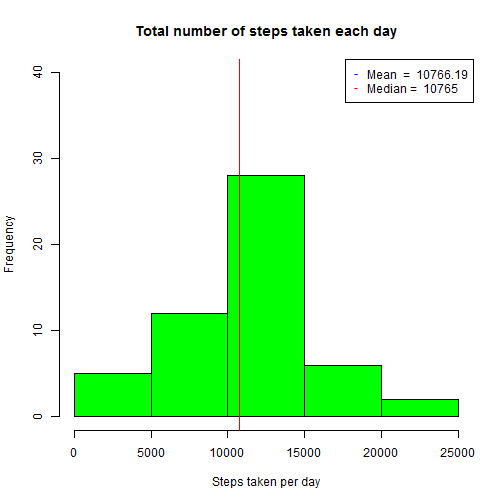 Total number of steps taken each day
- Mean = 10766.19
- Median = 10765
Frequency
40
30
20
10
0
0 5000 10000 15000 20000 25000
Steps taken per day